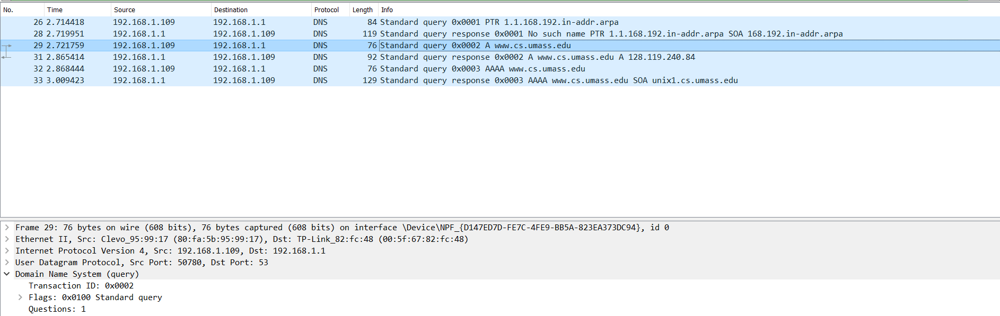 No. Time Source Destination Protocol Length Info
26 2.714418 192.168.1.109 192.168.1.1 DNS 84 Standard query 0x0001 PTR 1.1.168.192.in-addr.arpa
28 2.719951 192.168.1.1 192.168.1.109 DNS 119 Standard query response 0x0001 No such name PTR 1.1.168.192.in-addr.arpa SOA 168.192.in-addr.arpa
29 2.721759 192.168.1.109 192.168.1.1 DNS 76 Standard query 0x0002 A www.cs.umass.edu
31 2.865414 192.168.1.1 192.168.1.109 DNS 92 Standard query response 0x0002 A www.cs.umass.edu A 128.119.240.84
32 2.868444 192.168.1.109 192.168.1.1 DNS 76 Standard query 0x0003 AAAA www.cs.umass.edu
33 3.009423 192.168.1.1 192.168.1.109 DNS 129 Standard query response 0x0003 AAAA www.cs.umass.edu SOA unix1.cs.umass.edu
Frame 29: 76 bytes on wire (608 bits), 76 bytes captured (608 bits) on interface \Device\NPF_{D147ED7D-FE7C-4FE9-BB5A-823EA373DC94}, id 0
Ethernet II, Src: Clevo_95:99:17 (80:fa:5b:95:99:17), Dst: TP-Link_82:fc:48 (00:5f:67:82:fc:48)
Internet Protocol Version 4, Src: 192.168.1.109, Dst: 192.168.1.1
User Datagram Protocol, Src Port: 50780, Dst Port: 53
Domain Name System (query)
Transaction ID: 0x0002
Flags: 0x0100 Standard query
Questions: 1